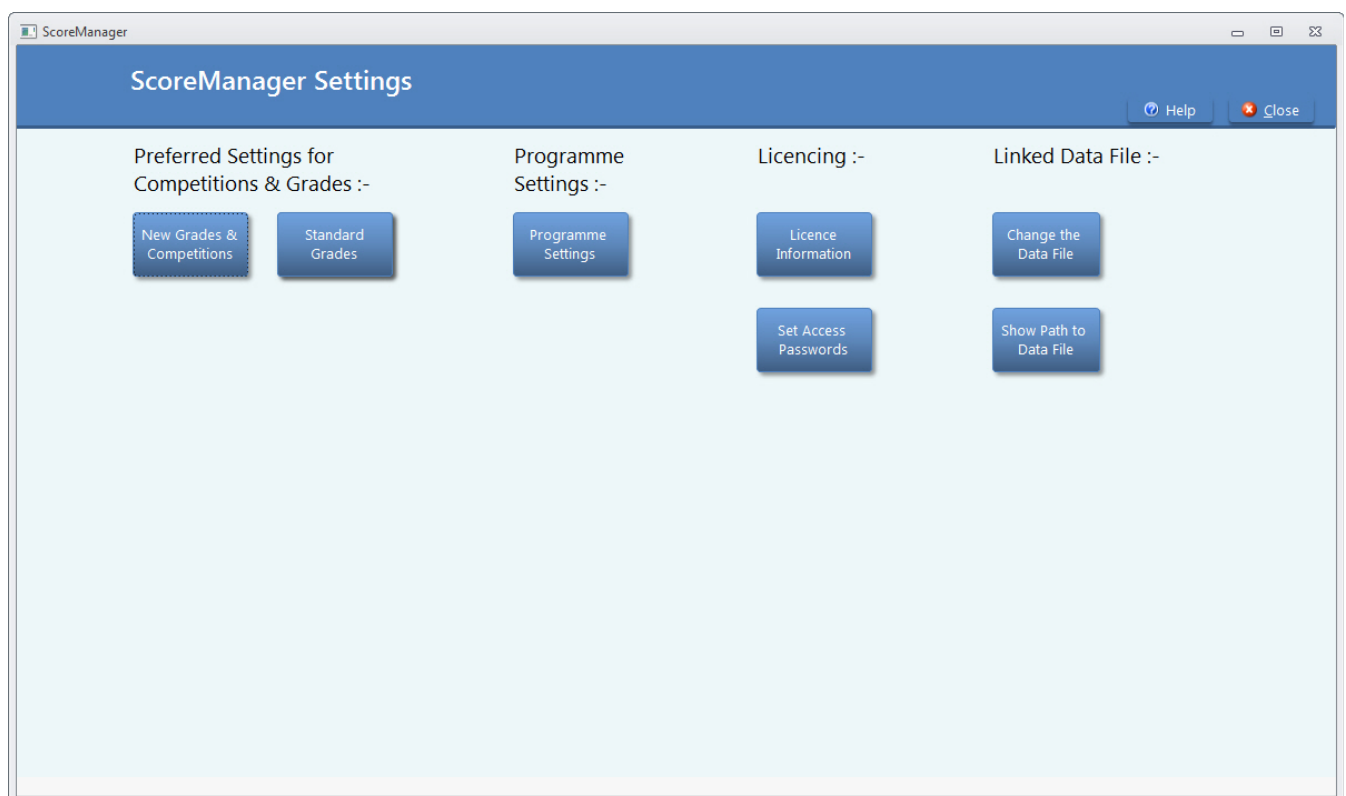 ScoreManager
ScoreManager Settings
Help
Close
Preferred Settings for
Competitions & Grades :-
Programme
Settings :-
Licencing :-
Linked Data File :-
New Grades &
Competitions
Standard
Grades
Programme
Settings
Licence
Information
Change the
Data File
Set Access
Passwords
Show Path to
Data File